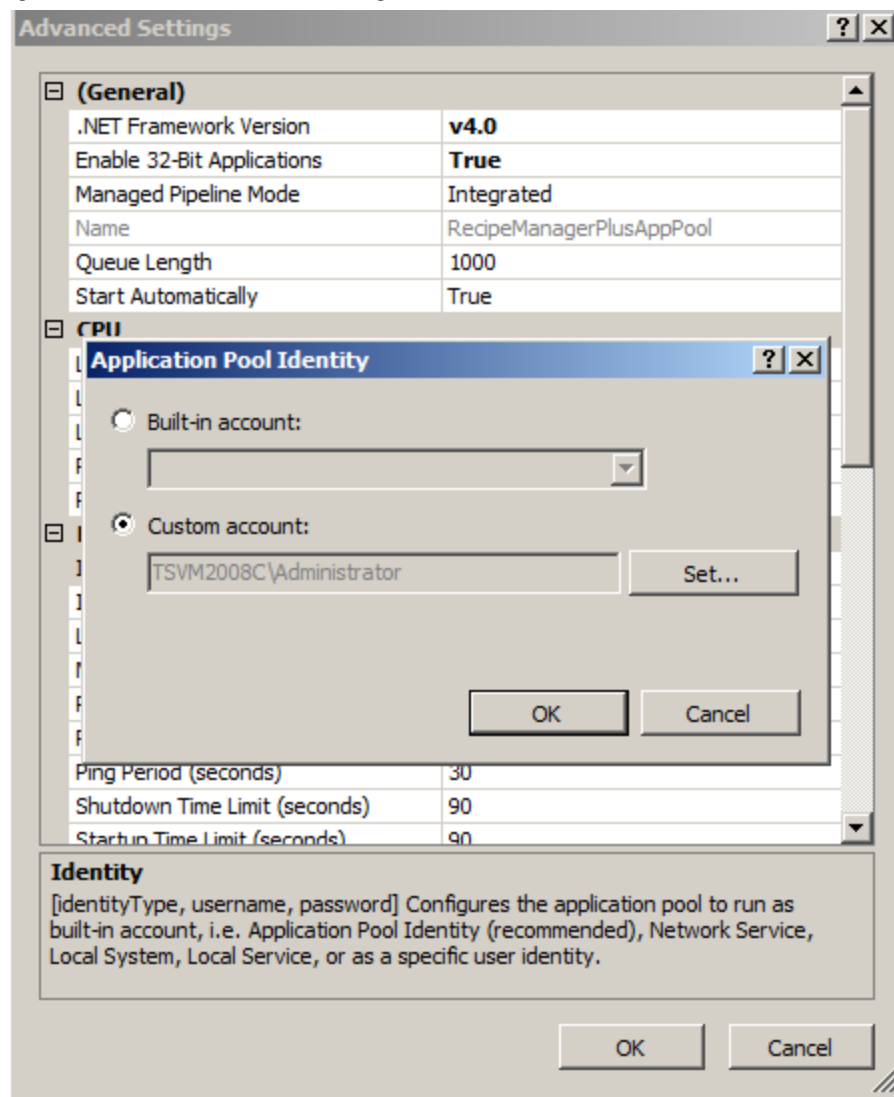 Advanced Settings
(General)
.NET Framework Version v4.0
Enable 32-Bit Applications True
Managed Pipeline Mode Integrated
Name RecipeManagerPlusAppPool
Queue Length 1000
Start Automatically True
CPU
Application Pool Identity
Built-in account:
Custom account:
TSVM2008C\Administrator Set...
OK Cancel
Ping Period (seconds) 30
Shutdown Time Limit (seconds) 90
Startup Time Limit (seconds) 90
Identity
[identityType, username, password] Configures the application pool to run as
built-in account, i.e. Application Pool Identity (recommended), Network Service,
Local System, Local Service, or as a specific user identity.
OK Cancel